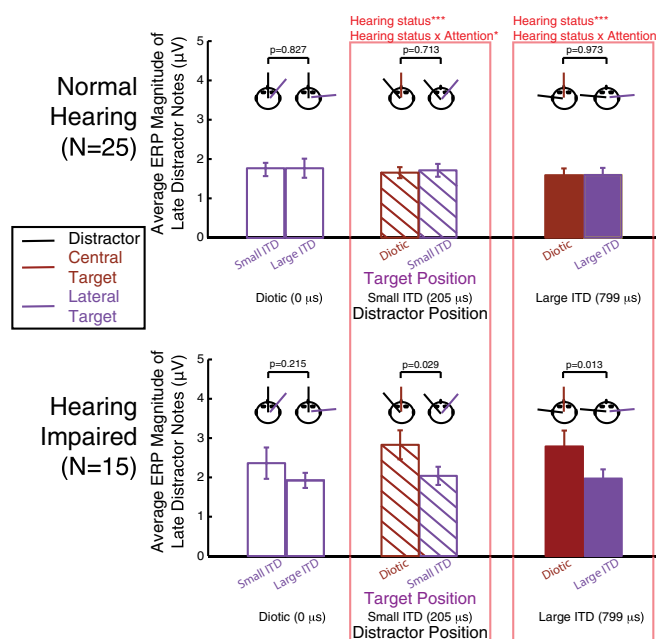 Hearing status***
Hearing status x Attention*
Hearing status***
Hearing status x Attention
Normal
Hearing
(N=25)
Average ERP Magnitude of
Late Distractor Notes (μV)
5
4
3
2
1
0
p=0.827
p=0.713
p=0.973
Small ITD
Large ITD
Diotic
Small ITD
Diotic
Large ITD
Target Position
Diotic (0 μs)
Small ITD (205 μs)
Large ITD (799 μs)
Distractor Position
Distractor
Central
Target
Lateral
Target
Hearing
Impaired
(N=15)
Average ERP Magnitude of
Late Distractor Notes (μV)
5
4
3
2
1
0
p=0.215
p=0.029
p=0.013
Small ITD
Large ITD
Diotic
Small ITD
Diotic
Large ITD
Target Position
Diotic (0 μs)
Small ITD (205 μs)
Large ITD (799 μs)
Distractor Position